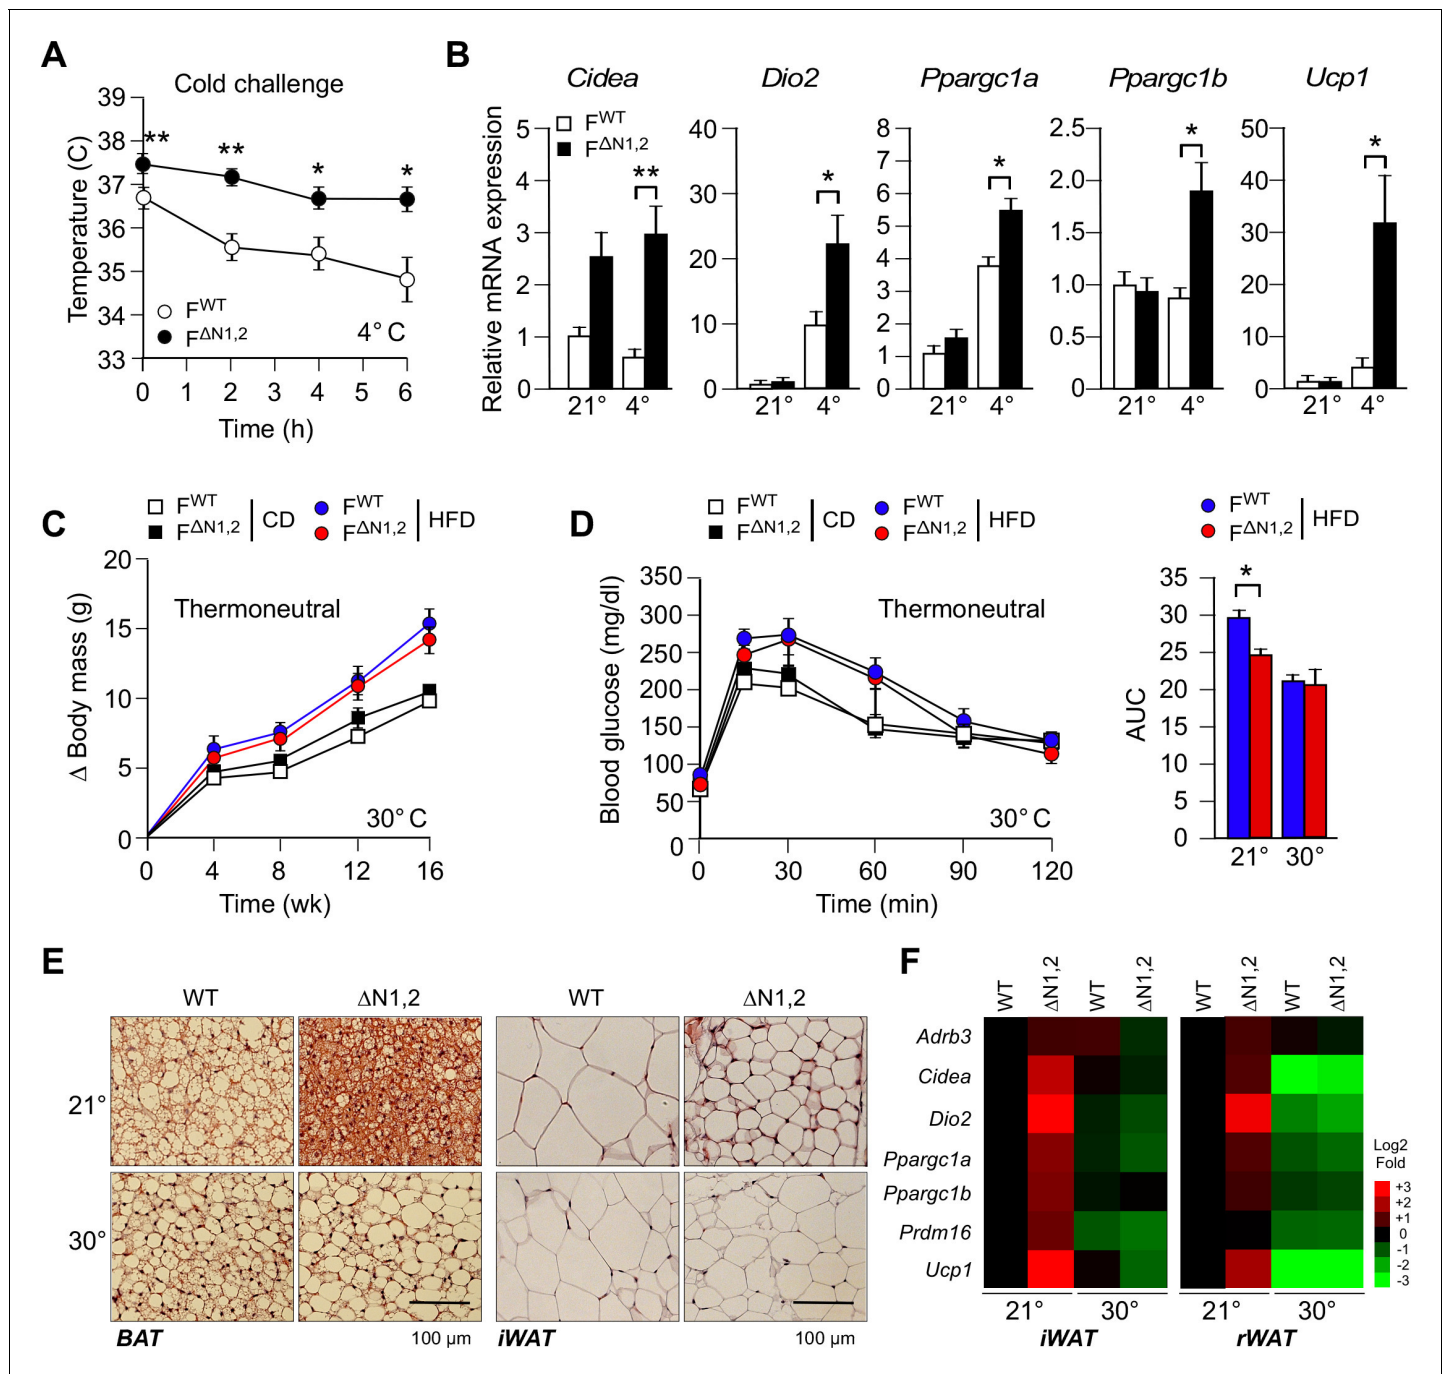 A
Cold challenge
Temperature (C)
39
38
37
36
35
34
33
**
**
*
*
F^WT
F^ΔN1,2
4° C
0 1 2 3 4 5 6
Time (h)
B
Relative mRNA expression
Cidea
F^WT
F^ΔN1,2
5
4
3
2
1
0
**
21° 4°
Dio2
40
30
20
10
0
*
21° 4°
Ppargc1a
8
7
6
5
4
3
2
1
0
*
21° 4°
Ppargc1b
2.5
2.0
1.5
1.0
0.5
0
*
21° 4°
Ucp1
50
40
30
20
10
0
*
21° 4°
C
F^WT
F^ΔN1,2
CD
F^WT
F^ΔN1,2
HFD
Δ Body mass (g)
20
15
10
5
0
Thermoneutral
30° C
0 4 8 12 16
Time (wk)
D
F^WT
F^ΔN1,2
CD
F^WT
F^ΔN1,2
HFD
Blood glucose (mg/dl)
350
300
250
200
150
100
50
0
Thermoneutral
30° C
0 30 60 90 120
Time (min)
F^WT
F^ΔN1,2
HFD
AUC
35
30
25
20
15
10
5
0
*
21° 30°
E
WT ΔN1,2 WT ΔN1,2
21°
30°
BAT 100 µm iWAT 100 µm
F
WT ΔN1,2 WT ΔN1,2 WT ΔN1,2 WT ΔN1,2
Adrb3
Cidea
Dio2
Ppargc1a
Ppargc1b
Prdm16
Ucp1
21° 30° 21° 30°
iWAT rWAT
Log2
Fold
+3
+2
+1
0
-1
-2
-3